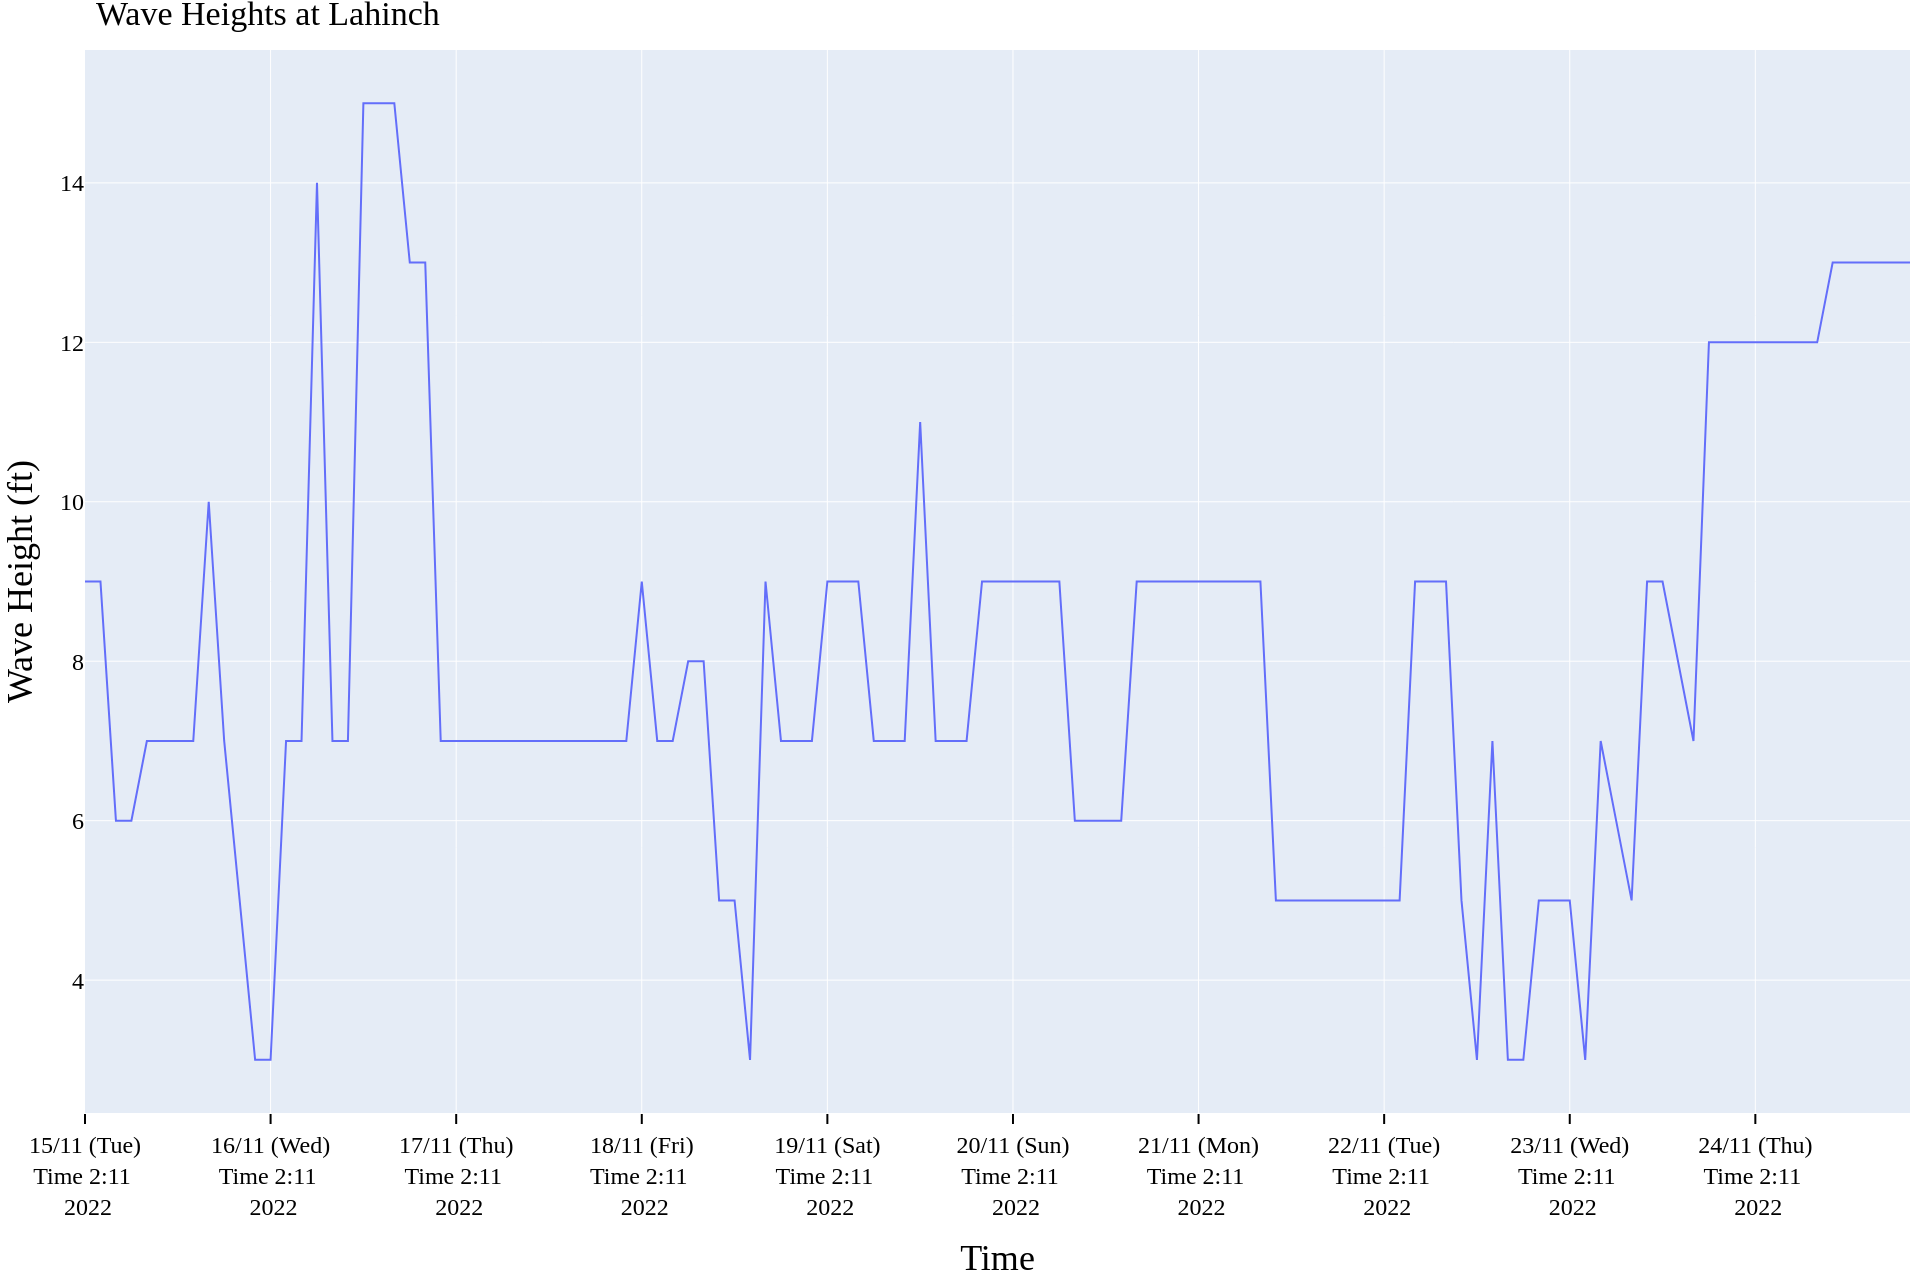 Wave Heights at Lahinch
Wave Height (ft)
14
12
10
8
6
4
15/11 (Tue) 16/11 (Wed) 17/11 (Thu) 18/11 (Fri) 19/11 (Sat) 20/11 (Sun) 21/11 (Mon) 22/11 (Tue) 23/11 (Wed) 24/11 (Thu)
Time 2:11 Time 2:11 Time 2:11 Time 2:11 Time 2:11 Time 2:11 Time 2:11 Time 2:11 Time 2:11 Time 2:11
2022 2022 2022 2022 2022 2022 2022 2022 2022 2022
Time